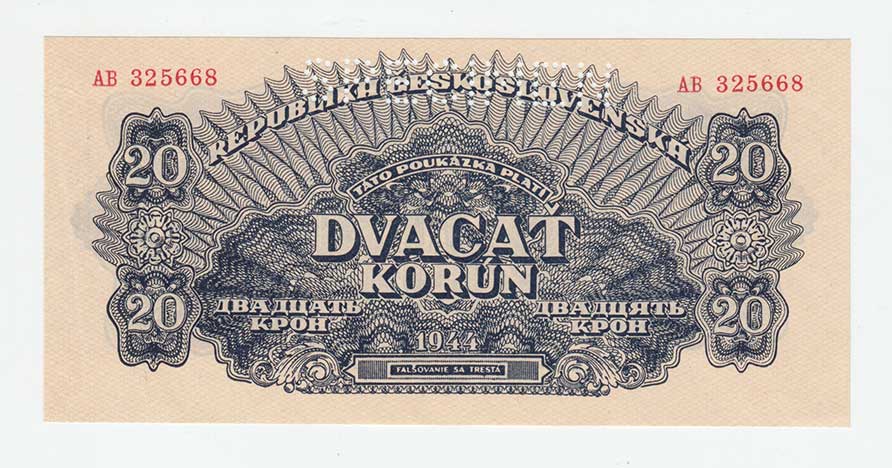 AB 325668
AB 325668
REPUBLIKA ČESKOSLOVENSKÁ
20
20
TÁTO POUKÁZKA PLATÍ
DVACAŤ
KORÚN
20
20
ДВАДЦАТЬ
КРОН
ДВАДЦЯТЬ
КРОН
1944
FALŠOVANIE SA TRESTÁ